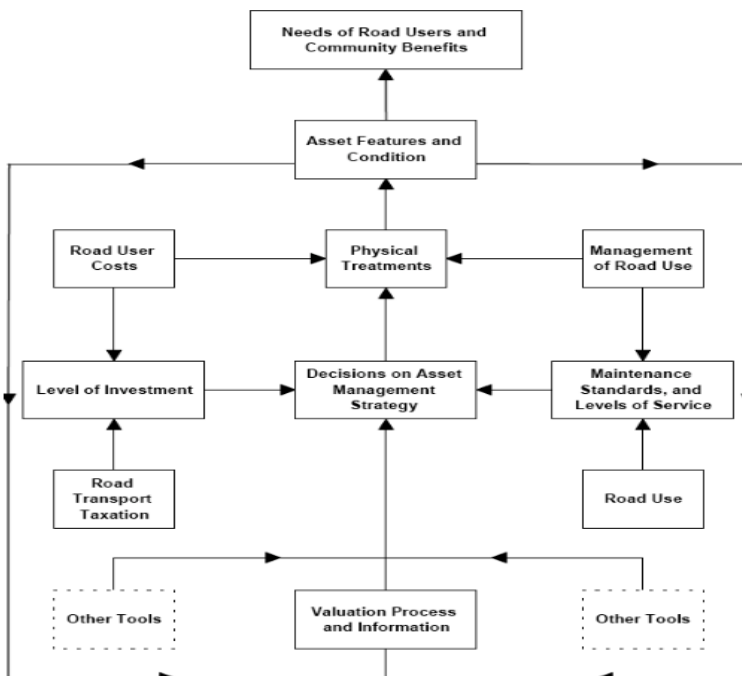 Needs of Road Users and
Community Benefits
Asset Features and
Condition
Road User
Costs
Physical
Treatments
Management
of Road Use
Level of Investment
Decisions on Asset
Management
Strategy
Maintenance
Standards, and
Levels of Service
Road
Transport
Taxation
Road Use
Other Tools
Valuation Process
and Information
Other Tools